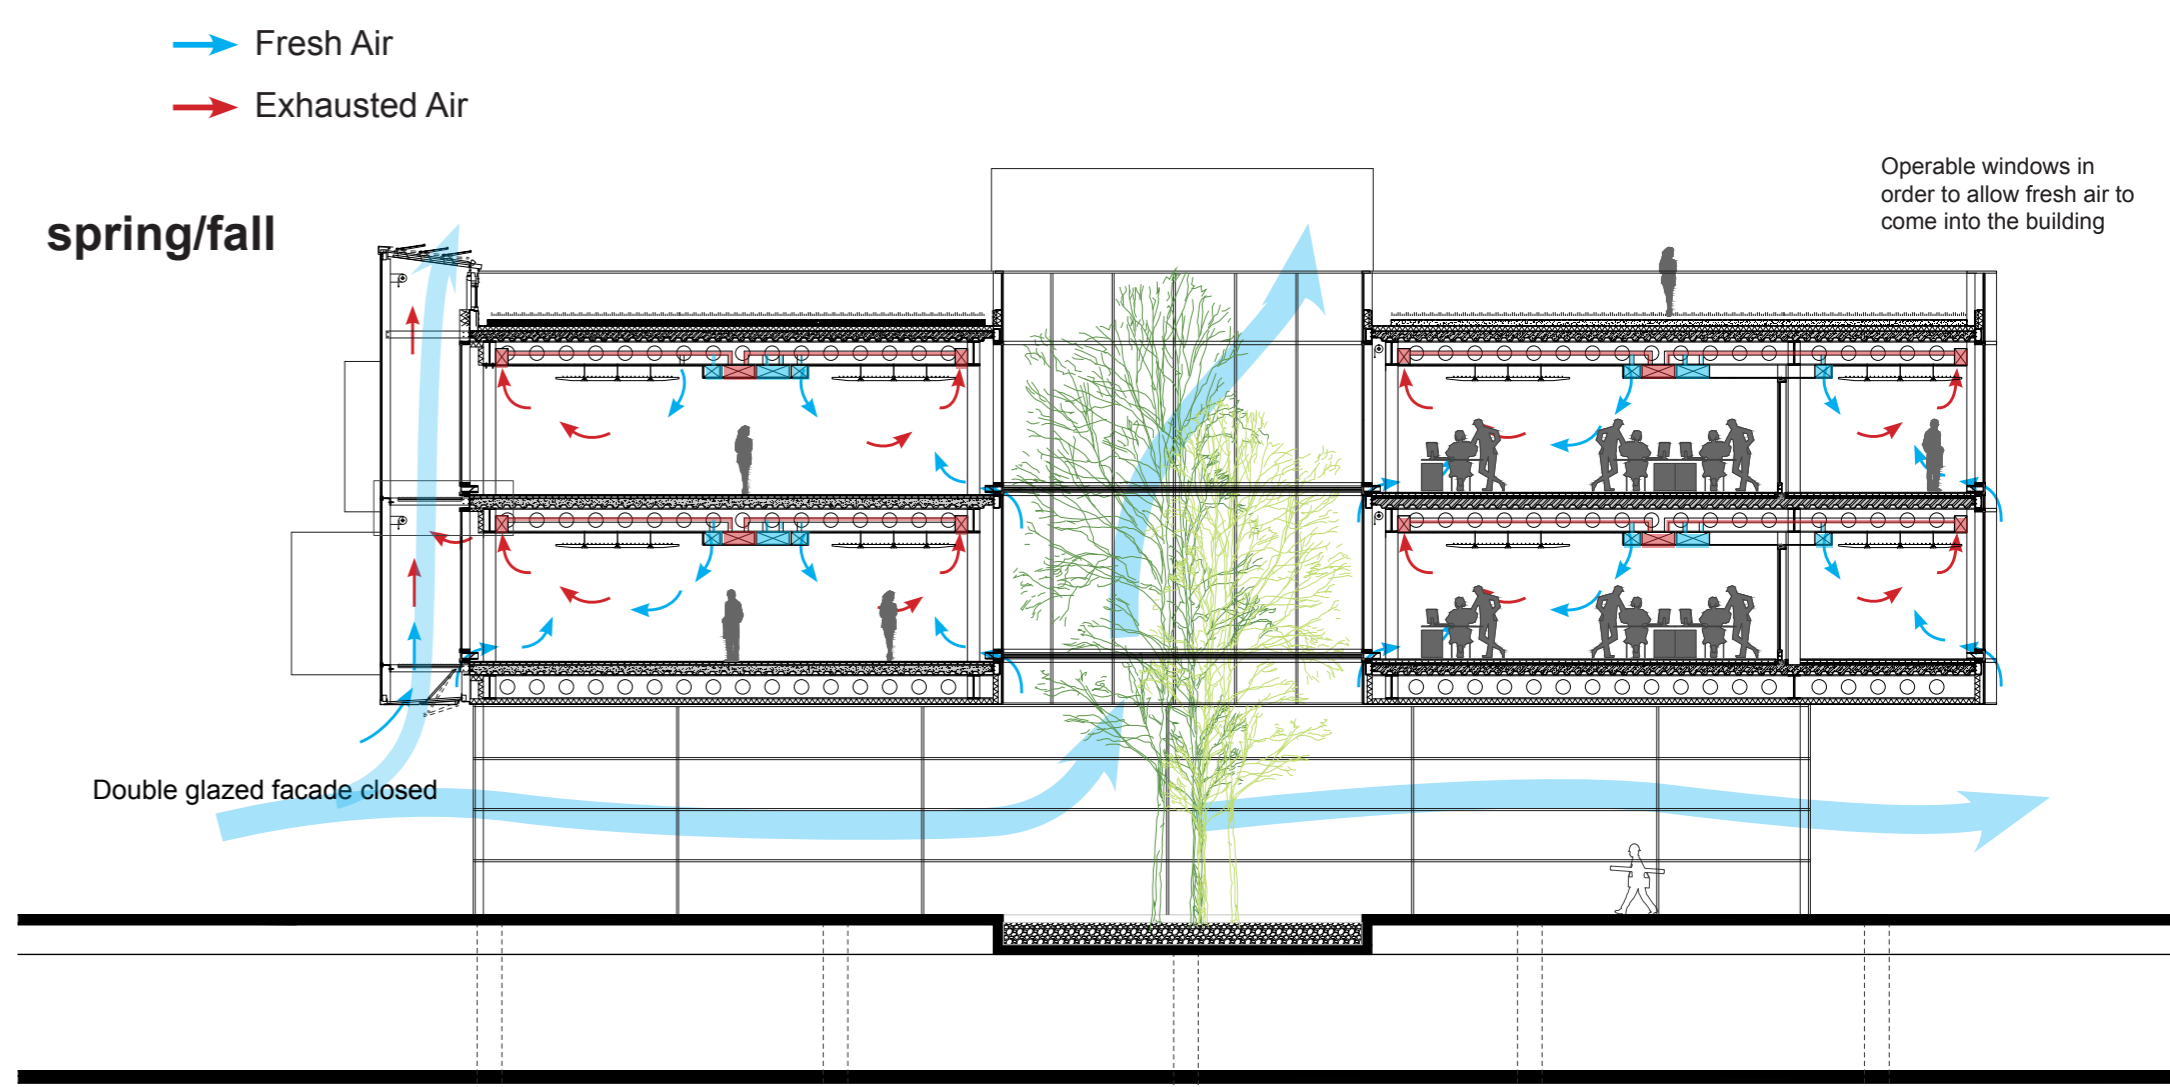 Fresh Air
Exhausted Air
Operable windows in
order to allow fresh air to
come into the building
spring/fall
Double glazed facade closed